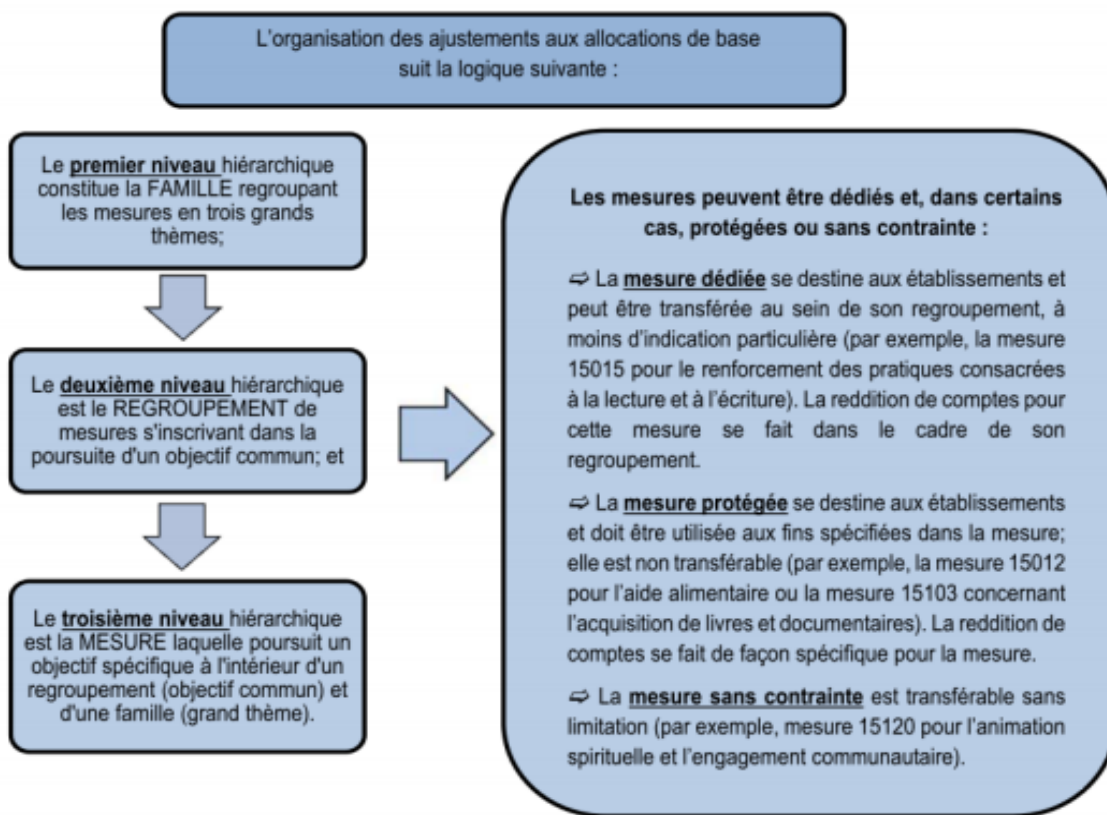 L'organisation des ajustements aux allocations de base
suit la logique suivante :
Le premier niveau hiérarchique
constitue la FAMILLE regroupant
les mesures en trois grands
thèmes;
Le deuxième niveau hiérarchique
est le REGROUPEMENT de
mesures s'inscrivant dans la
poursuite d'un objectif commun; et
Le troisième niveau hiérarchique
est la MESURE laquelle poursuit un
objectif spécifique à l'intérieur d'un
regroupement (objectif commun) et
d'une famille (grand thème).
Les mesures peuvent être dédiés et, dans certains
cas, protégées ou sans contrainte :
⇨ La mesure dédiée se destine aux établissements et
peut être transférée au sein de son regroupement, à
moins d'indication particulière (par exemple, la mesure
15015 pour le renforcement des pratiques consacrées
à la lecture et à l'écriture). La reddition de comptes pour
cette mesure se fait dans le cadre de son
regroupement.
⇨ La mesure protégée se destine aux établissements
et doit être utilisée aux fins spécifiées dans la mesure;
elle est non transférable (par exemple, la mesure 15012
pour l'aide alimentaire ou la mesure 15103 concernant
l'acquisition de livres et documentaires). La reddition de
comptes se fait de façon spécifique pour la mesure.
⇨ La mesure sans contrainte est transférable sans
limitation (par exemple, mesure 15120 pour l'animation
spirituelle et l'engagement communautaire).